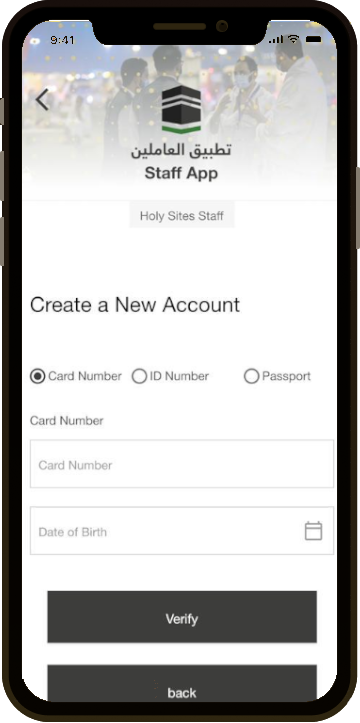 9:41
تطبيق العاملين
Staff App
Holy Sites Staff
Create a New Account
Card Number
ID Number
Passport
Card Number
Card Number
Date of Birth
Verify
back